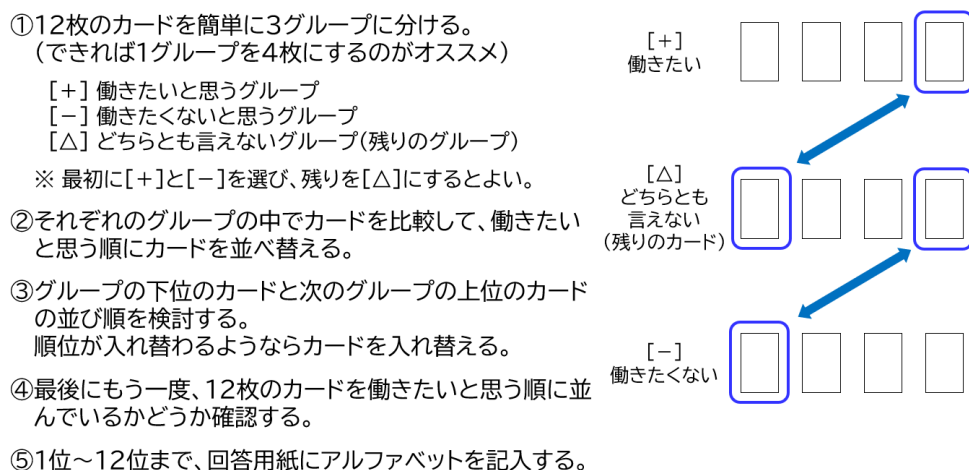 ①12枚のカードを簡単に3グループに分ける。
（できれば1グループを4枚にするのがオススメ）
[＋] 働きたいと思うグループ
[－] 働きたくないと思うグループ
[△] どちらとも言えないグループ(残りのグループ)
※ 最初に[＋]と[－]を選び、残りを[△]にするとよい。
②それぞれのグループの中でカードを比較して、働きたい
と思う順にカードを並べ替える。
③グループの下位のカードと次のグループの上位のカード
の並び順を検討する。
順位が入れ替わるようならカードを入れ替える。
④最後にもう一度、12枚のカードを働きたいと思う順に並
んでいるかどうか確認する。
⑤1位～12位まで、回答用紙にアルファベットを記入する。
[＋]
働きたい
[△]
どちらとも
言えない
(残りのカード)
[－]
働きたくない